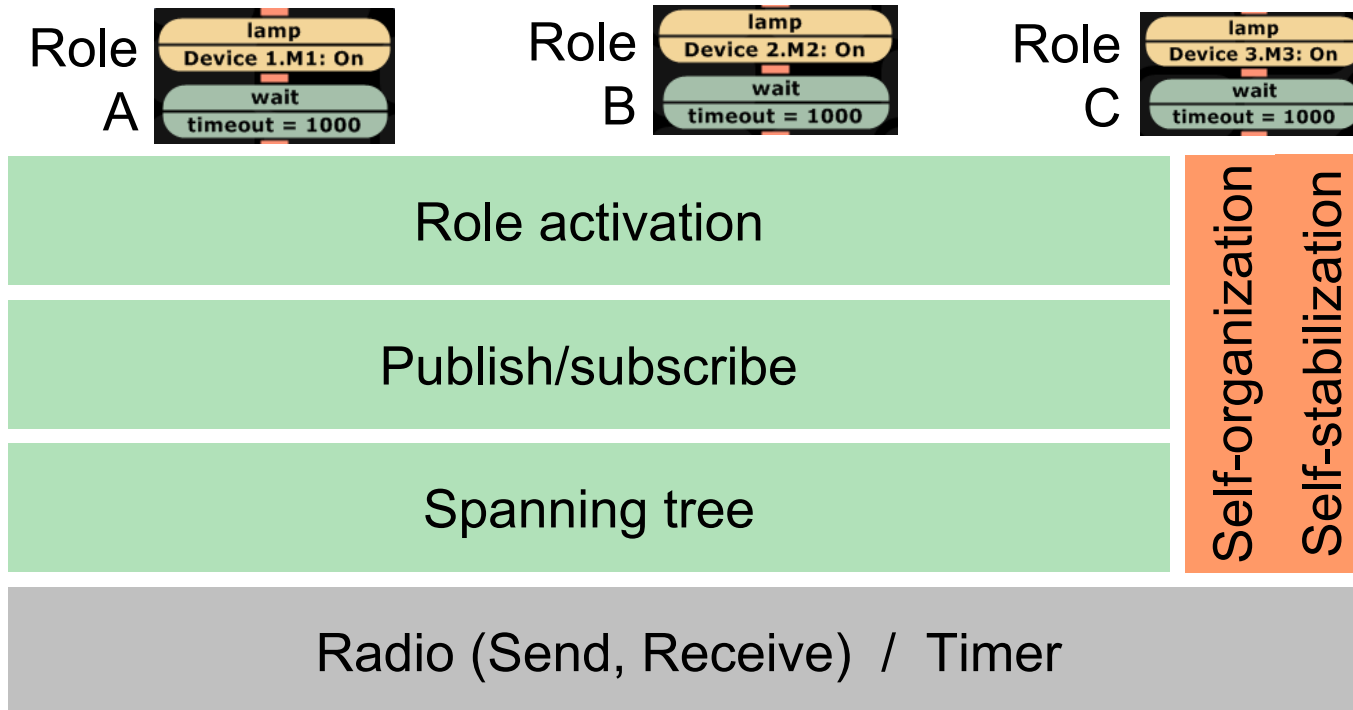 Role
A
lamp
Device 1.M1: On
wait
timeout = 1000
Role
B
lamp
Device 2.M2: On
wait
timeout = 1000
Role
C
lamp
Device 3.M3: On
wait
timeout = 1000
Role activation
Publish/subscribe
Spanning tree
Self-organization
Self-stabilization
Radio (Send, Receive) / Timer